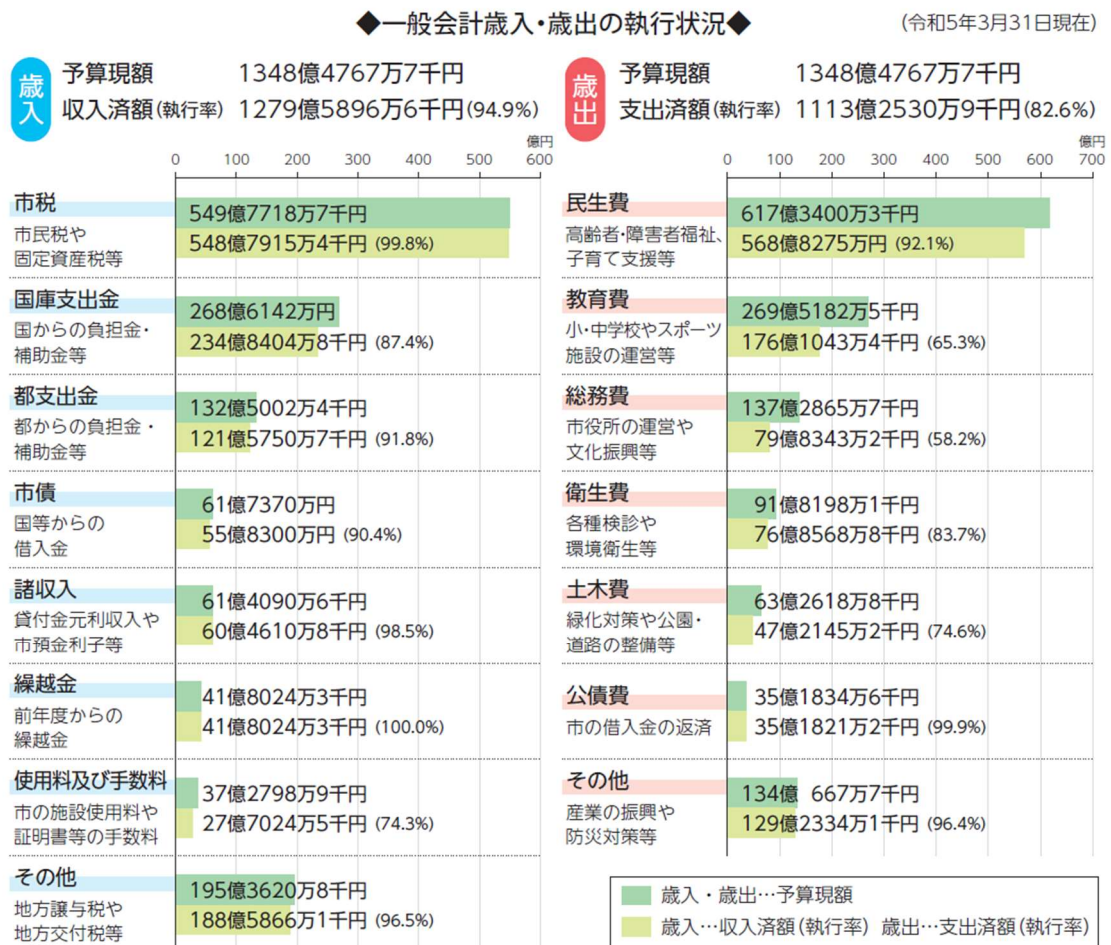 ◆一般会計歳入・歳出の執行状況◆
(令和5年3月31日現在)
歳入
予算現額 1348億4767万7千円
収入済額(執行率) 1279億5896万6千円(94.9%)
億円
0 100 200 300 400 500 600
市税
市民税や
固定資産税等
549億7718万7千円
548億7915万4千円 (99.8%)
国庫支出金
国からの負担金・
補助金等
268億6142万円
234億8404万8千円 (87.4%)
都支出金
都からの負担金・
補助金等
132億5002万4千円
121億5750万7千円 (91.8%)
市債
国等からの
借入金
61億7370万円
55億8300万円 (90.4%)
諸収入
貸付金元利収入や
市預金利子等
61億4090万6千円
60億4610万8千円 (98.5%)
繰越金
前年度からの
繰越金
41億8024万3千円
41億8024万3千円 (100.0%)
使用料及び手数料
市の施設使用料や
証明書等の手数料
37億2798万9千円
27億7024万5千円 (74.3%)
その他
地方譲与税や
地方交付税等
195億3620万8千円
188億5866万1千円 (96.5%)
歳出
予算現額 1348億4767万7千円
支出済額(執行率) 1113億2530万9千円(82.6%)
億円
0 100 200 300 400 500 600 700
民生費
高齢者・障害者福祉、
子育て支援等
617億3400万3千円
568億8275万円 (92.1%)
教育費
小・中学校やスポーツ
施設の運営等
269億5182万5千円
176億1043万4千円 (65.3%)
総務費
市役所の運営や
文化振興等
137億2865万7千円
79億8343万2千円 (58.2%)
衛生費
各種検診や
環境衛生等
91億8198万1千円
76億8568万8千円 (83.7%)
土木費
緑化対策や公園・
道路の整備等
63億2618万8千円
47億2145万2千円 (74.6%)
公債費
市の借入金の返済
35億1834万6千円
35億1821万2千円 (99.9%)
その他
産業の振興や
防災対策等
134億 667万7千円
129億2334万1千円 (96.4%)
歳入・歳出…予算現額
歳入…収入済額(執行率) 歳出…支出済額(執行率)